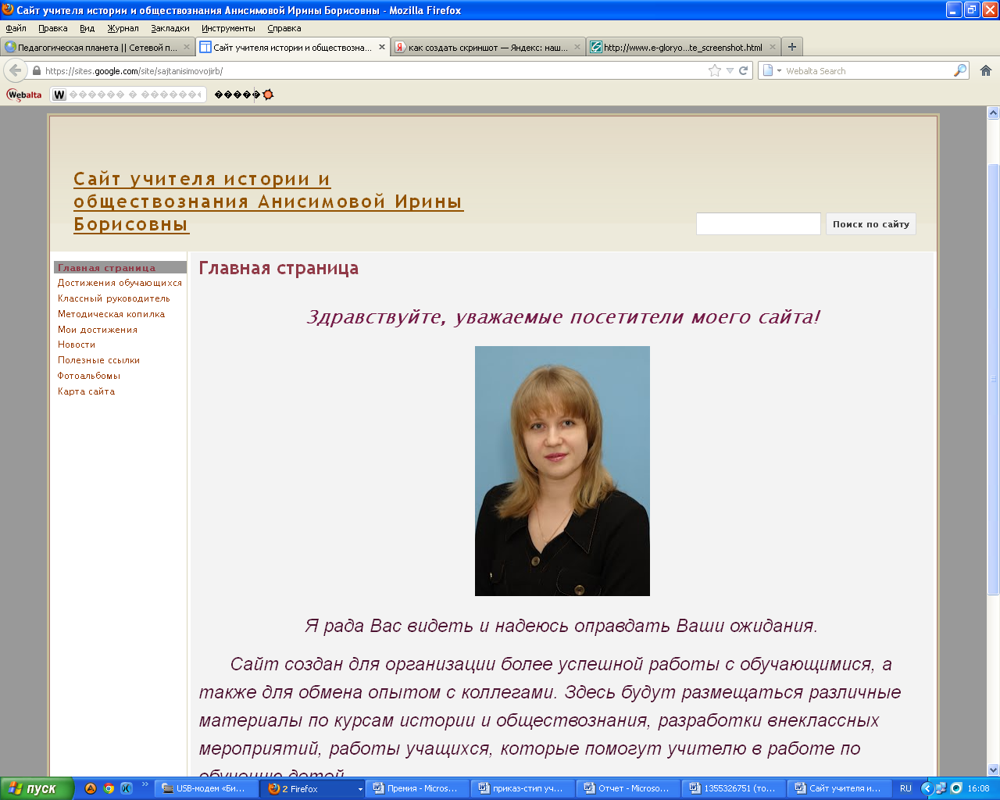 Сайт учителя истории и обществознания Анисимовой Ирины Борисовны - Mozilla Firefox
Файл Правка Вид Журнал Закладки Инструменты Справка
Педагогическая планета || Сетевой п...
Сайт учителя истории и обществозна...
как создать скриншот — Яндекс: наш...
http://www.e-gloryo...te_screenshot.html
https://sites.google.com/site/sajtanisimovojirb/
Webalta Search
Webalta
Сайт учителя истории и
обществознания Анисимовой Ирины
Борисовны
Поиск по сайту
Главная страница
Достижения обучающихся
Классный руководитель
Методическая копилка
Мои достижения
Новости
Полезные ссылки
Фотоальбомы
Карта сайта
Главная страница
Здравствуйте, уважаемые посетители моего сайта!
Я рада Вас видеть и надеюсь оправдать Ваши ожидания.
Сайт создан для организации более успешной работы с обучающимися, а
также для обмена опытом с коллегами. Здесь будут размещаться различные
материалы по курсам истории и обществознания, разработки внеклассных
мероприятий, работы учащихся, которые помогут учителю в работе по
обучению детей
пуск
USB-модем «Би...
2 Firefox
Премия - Micros...
приказ-стип уч...
Отчет - Microso...
1355326751 (то...
Сайт учителя и...
RU
16:08